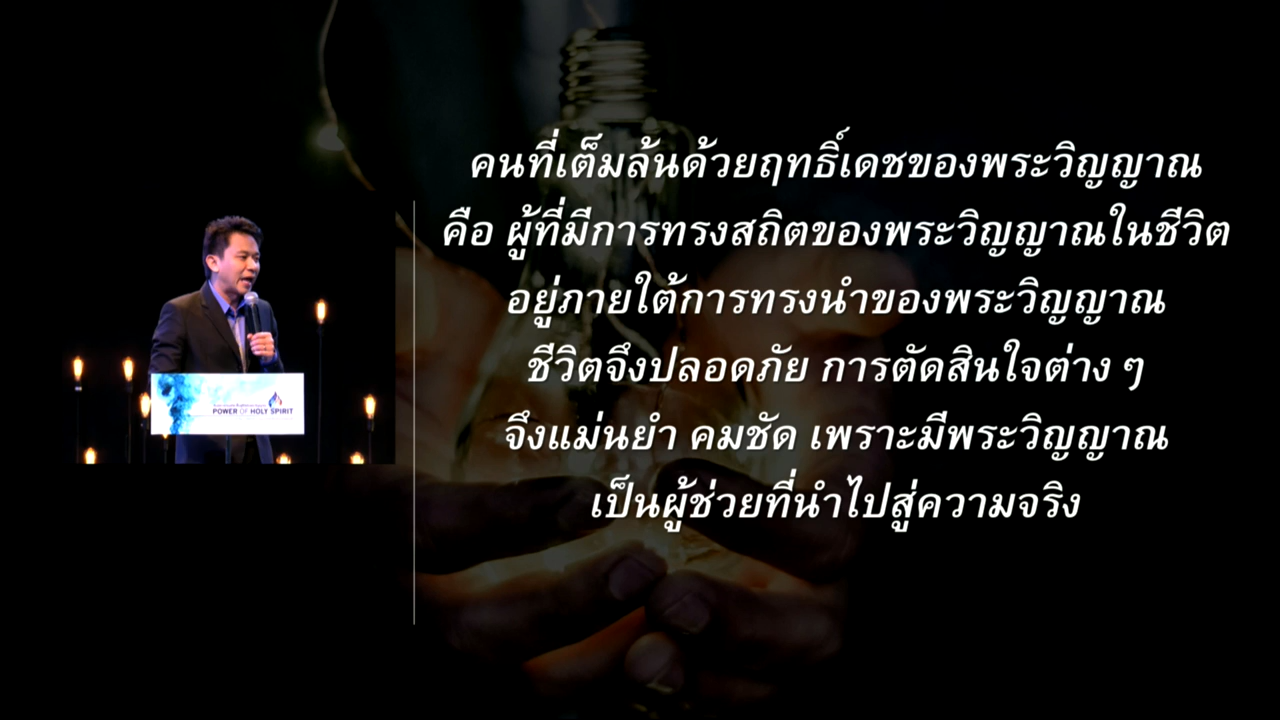 คนที่เต็มล้นด้วยฤทธิ์เดชของพระวิญญาณ
คือ ผู้ที่มีการทรงสถิตของพระวิญญาณในชีวิต
อยู่ภายใต้การทรงนำของพระวิญญาณ
ชีวิตจึงปลอดภัย การตัดสินใจต่าง ๆ
จึงแม่นยำ คมชัด เพราะมีพระวิญญาณ
เป็นผู้ช่วยที่นำไปสู่ความจริง
POWER OF HOLY SPIRIT